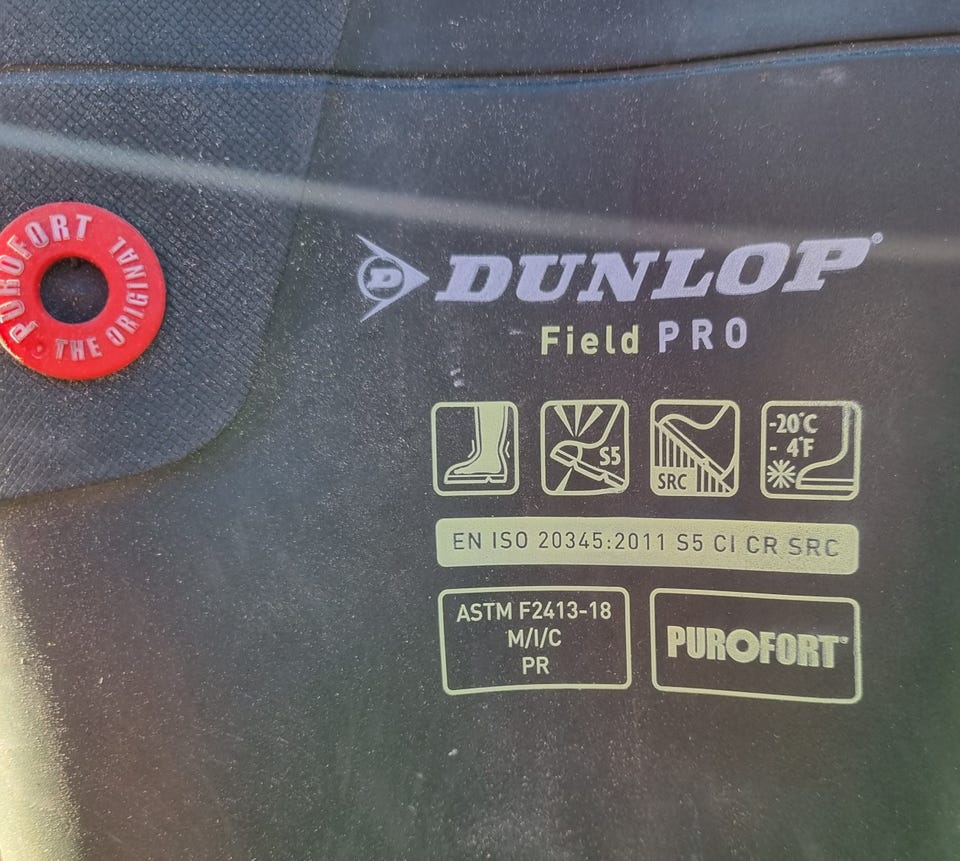 PUROFORT
THE ORIGINAL
D
DUNLOP®
Field PRO
S5
SRC
-20°C
- 4°F
EN ISO 20345:2011 S5 CI CR SRC
ASTM F2413-18
M/I/C
PR
PUROFORT®